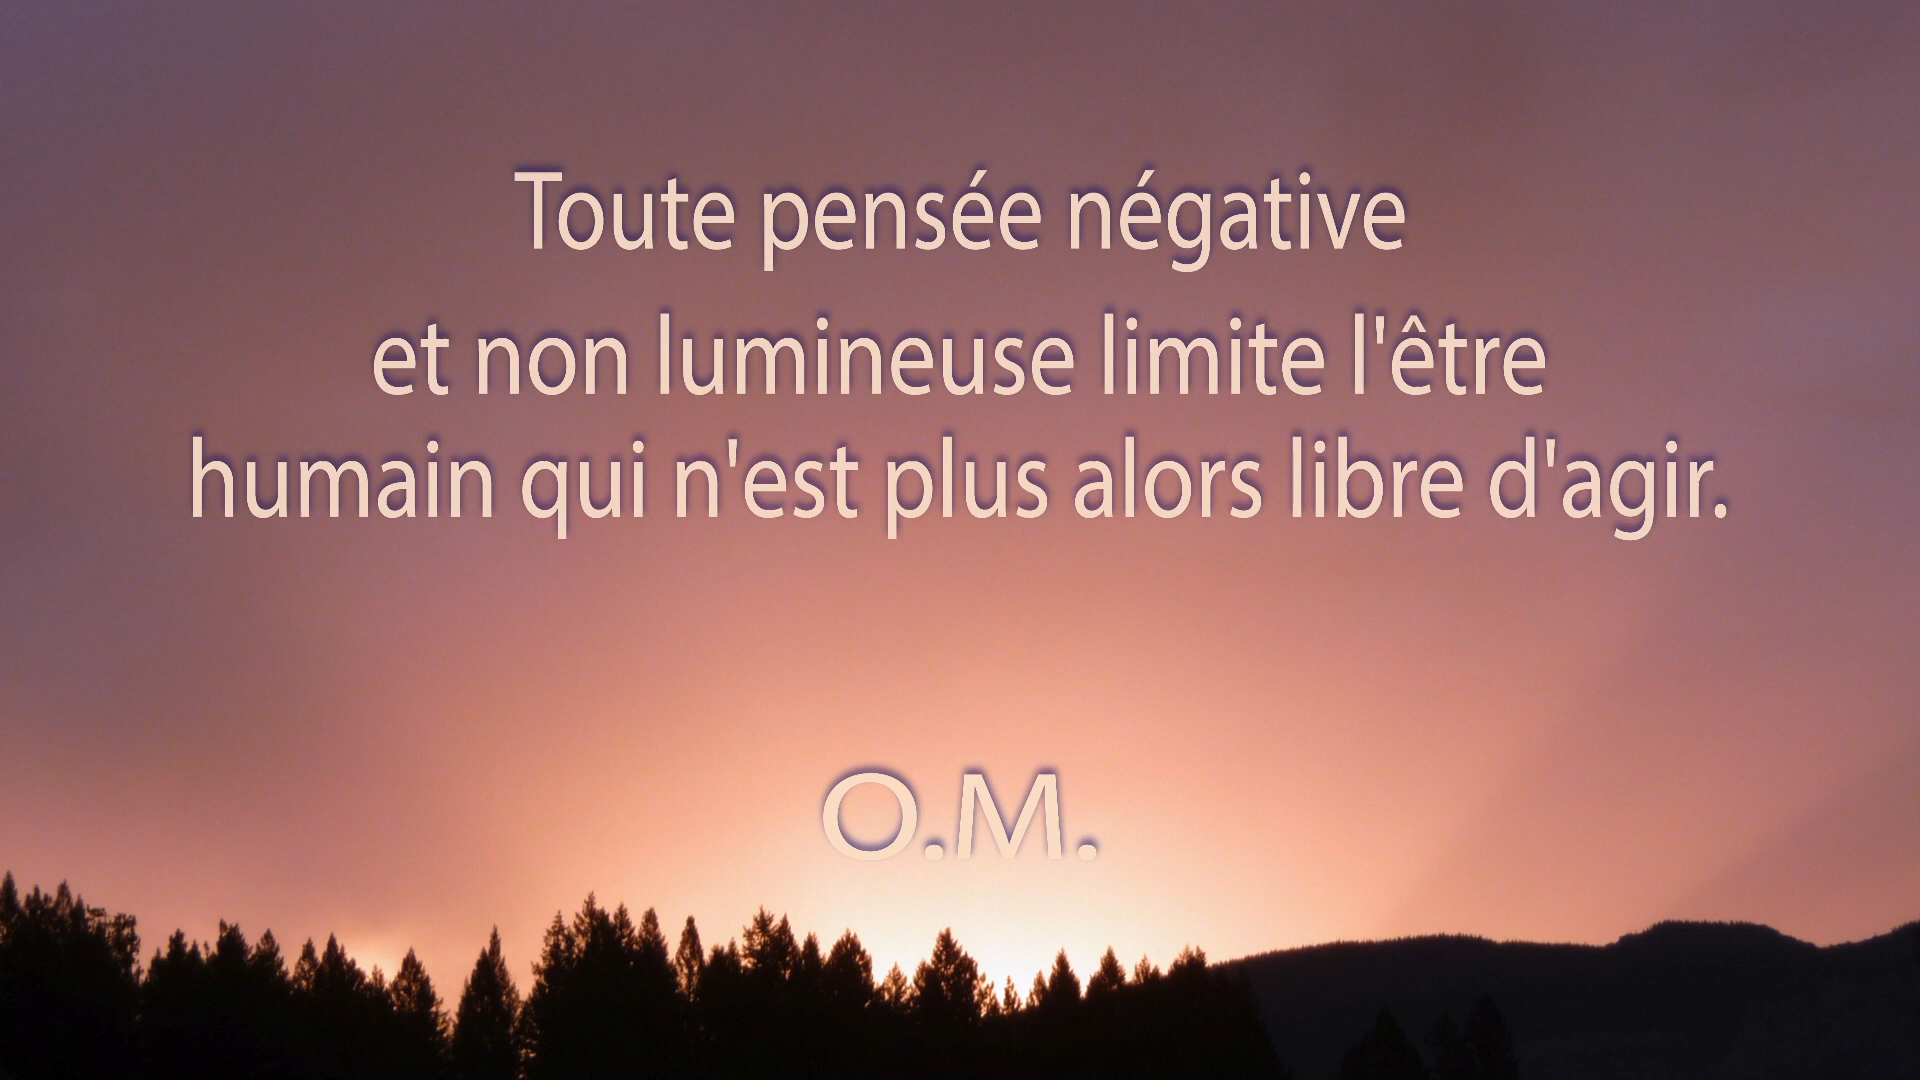 Toute pensée négative
et non lumineuse limite l'être
humain qui n'est plus alors libre d'agir.
O.M.